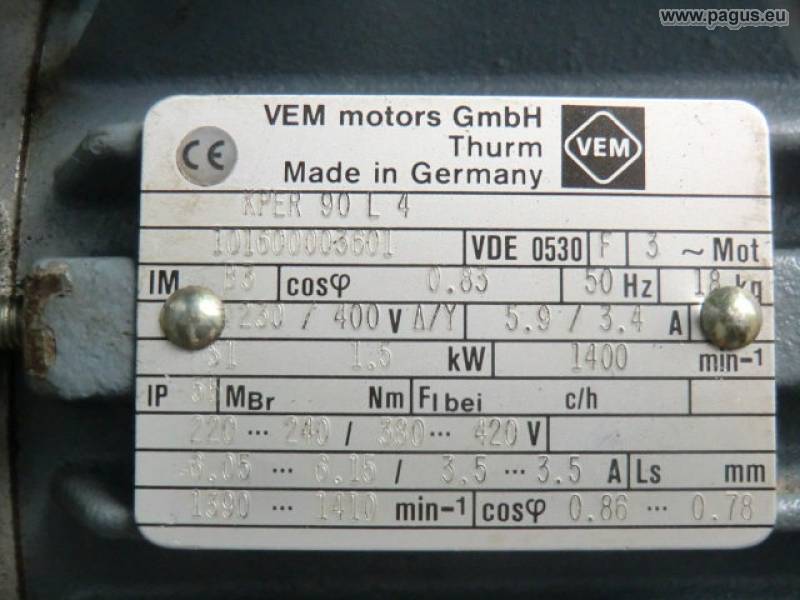 www.pagus.eu
VEM motors GmbH
Thurm
VEM
Made in Germany
CE
KPER 90 L 4
101600003601 VDE 0530 F 3 ~ Mot
IM B3 cosφ 0.83 50 Hz 18 kg
230 / 400 V Δ/Y 5.9 / 3.4 A
S1 1.5 kW 1400 min-1
IP MBr Nm FI bei c/h
220 ... 240 / 380 ... 420 V
6.05 ... 6.15 / 3.5 ... 3.5 A Ls mm
1390 ... 1410 min-1 cosφ 0.86 ... 0.78